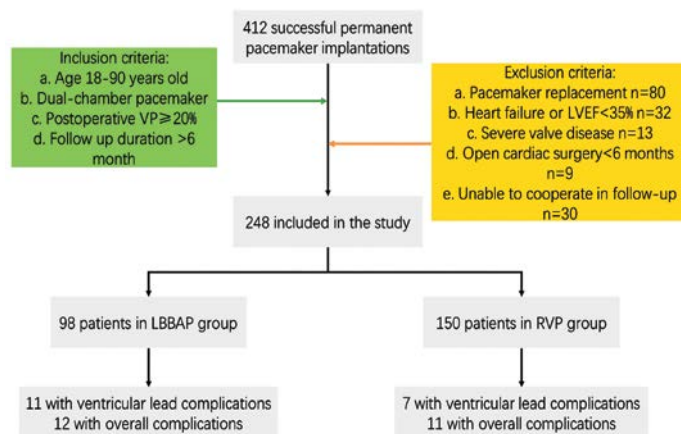 412 successful permanent
pacemaker implantations
Inclusion criteria:
a. Age 18-90 years old
b. Dual-chamber pacemaker
c. Postoperative VP≥20%
d. Follow up duration >6
month
Exclusion criteria:
a. Pacemaker replacement n=80
b. Heart failure or LVEF<35% n=32
c. Severe valve disease n=13
d. Open cardiac surgery<6 months
n=9
e. Unable to cooperate in follow-up
n=30
248 included in the study
98 patients in LBBAP group
150 patients in RVP group
11 with ventricular lead complications
12 with overall complications
7 with ventricular lead complications
11 with overall complications